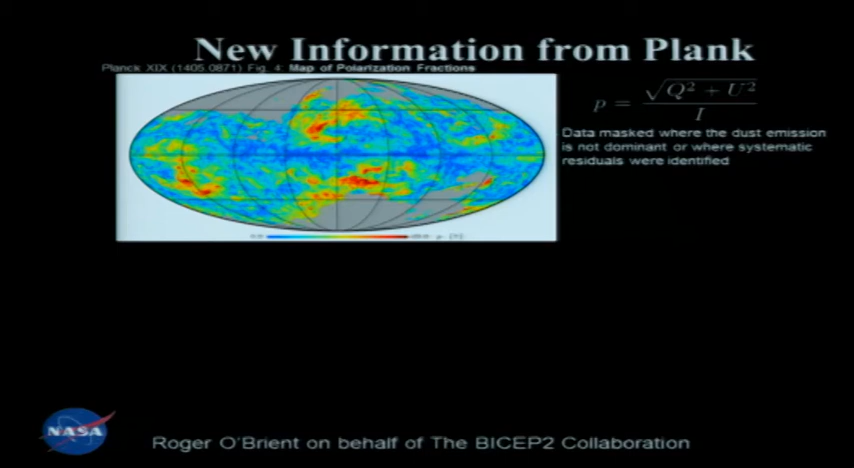 New Information from Plank
Planck XIX (1405.0871) Fig. 4: Map of Polarization Fractions
p = √Q² + U² / I
Data masked where the dust emission
is not dominant or where systematic
residuals were identified
NASA
Roger O'Brient on behalf of The BICEP2 Collaboration